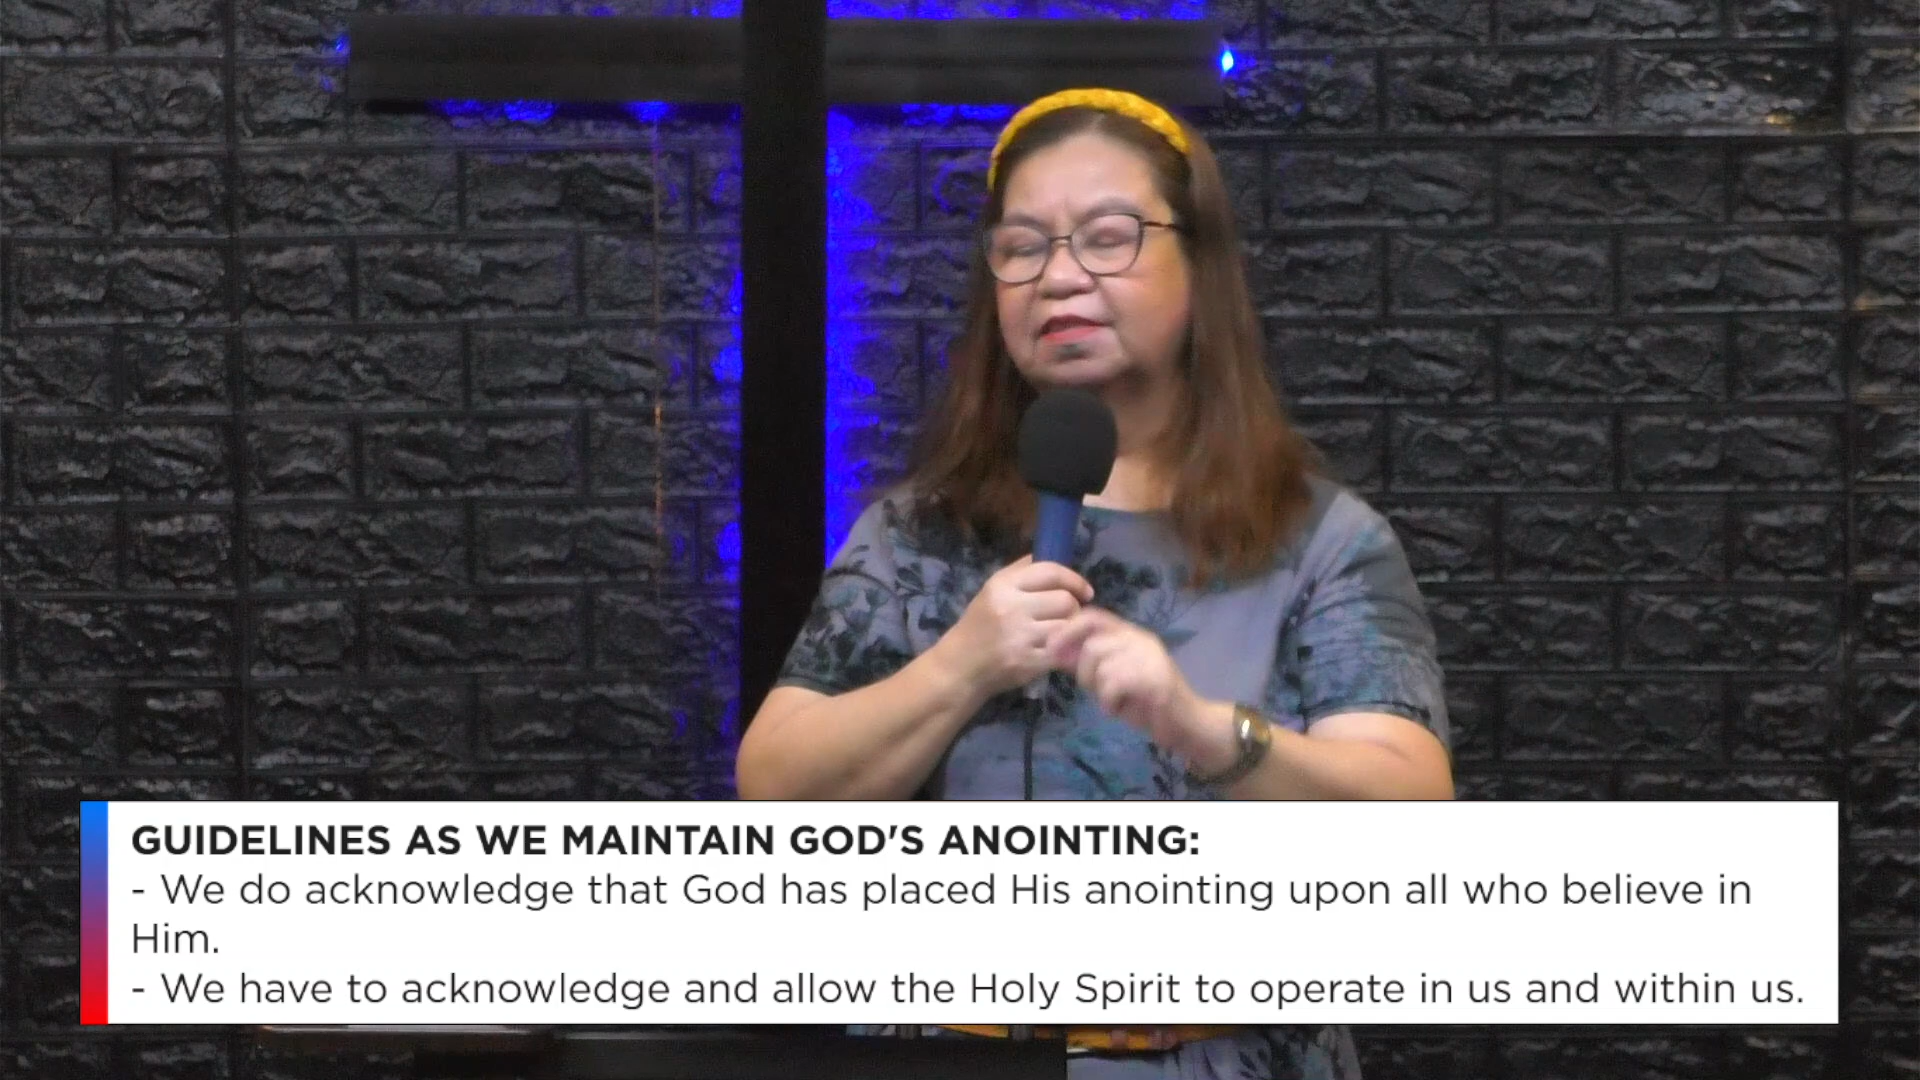 GUIDELINES AS WE MAINTAIN GOD'S ANOINTING:
- We do acknowledge that God has placed His anointing upon all who believe in
Him.
- We have to acknowledge and allow the Holy Spirit to operate in us and within us.